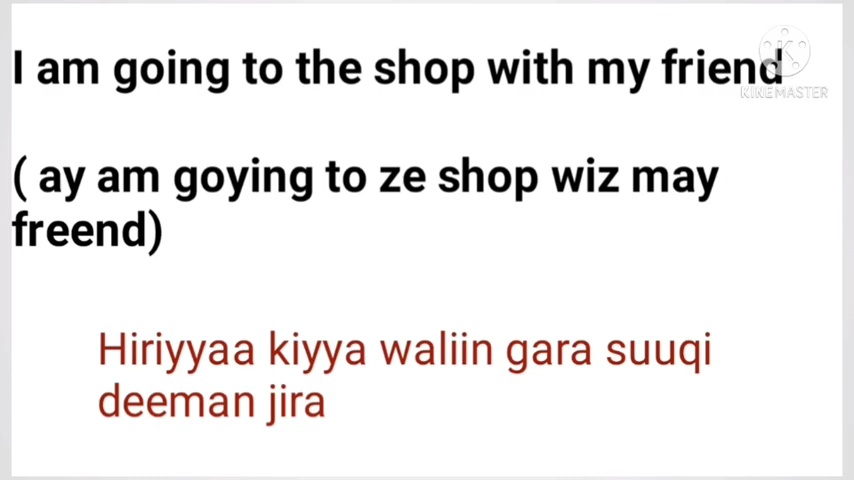 I am going to the shop with my friend
KINEMASTER
( ay am goying to ze shop wiz may
freend)
Hiriyyaa kiyya waliin gara suuqi
deeman jira